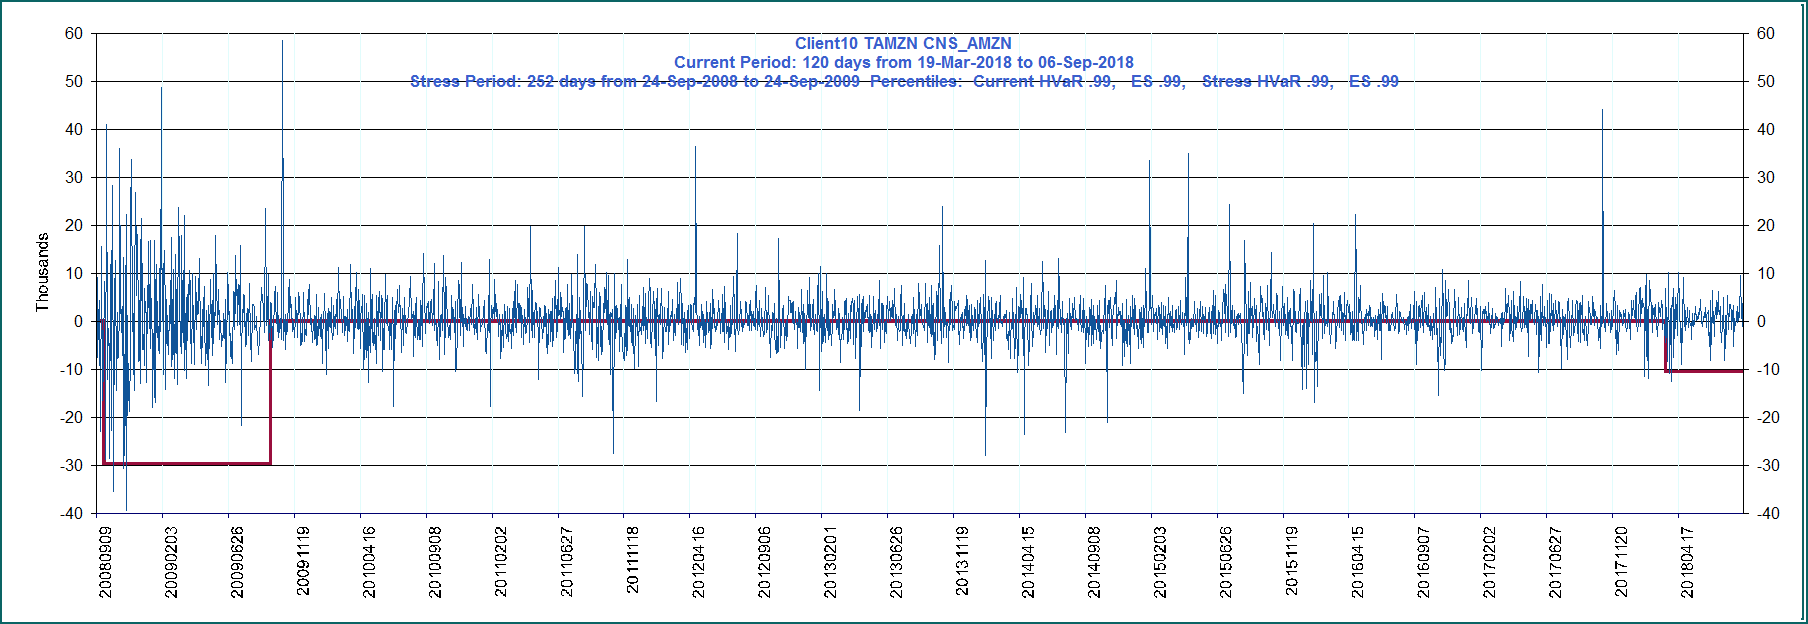 Client10 TAMZN CNS_AMZN
Current Period: 120 days from 19-Mar-2018 to 06-Sep-2018
Stress Period: 252 days from 24-Sep-2008 to 24-Sep-2009 Percentiles: Current HVaR .99, ES .99, Stress HVaR .99, ES .99
60 60
50 50
40 40
30 30
20 20
10 10
0 0
-10 -10
-20 -20
-30 -30
-40 -40
Thousands
20080909 20090203 20090626 20091119 20100416 20100908 20110202 20110627 20111118 20120416 20120906 20130201 20130626 20131119 20140415 20140908 20150203 20150626 20151119 20160415 20160907 20170202 20170627 20171120 20180417